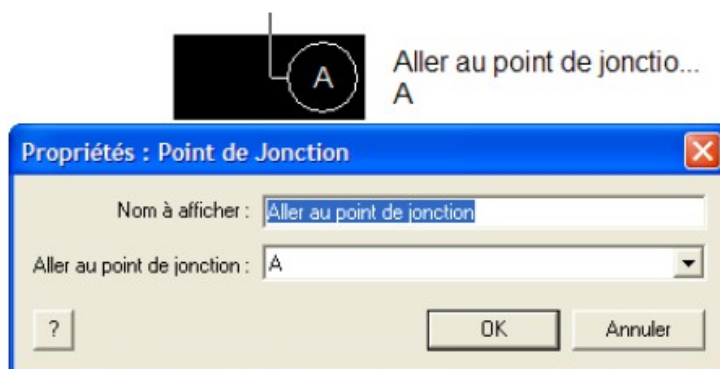 A
Aller au point de jonctio...
A
Propriétés : Point de Jonction
Nom à afficher : Aller au point de jonction
Aller au point de jonction : A
? OK Annuler